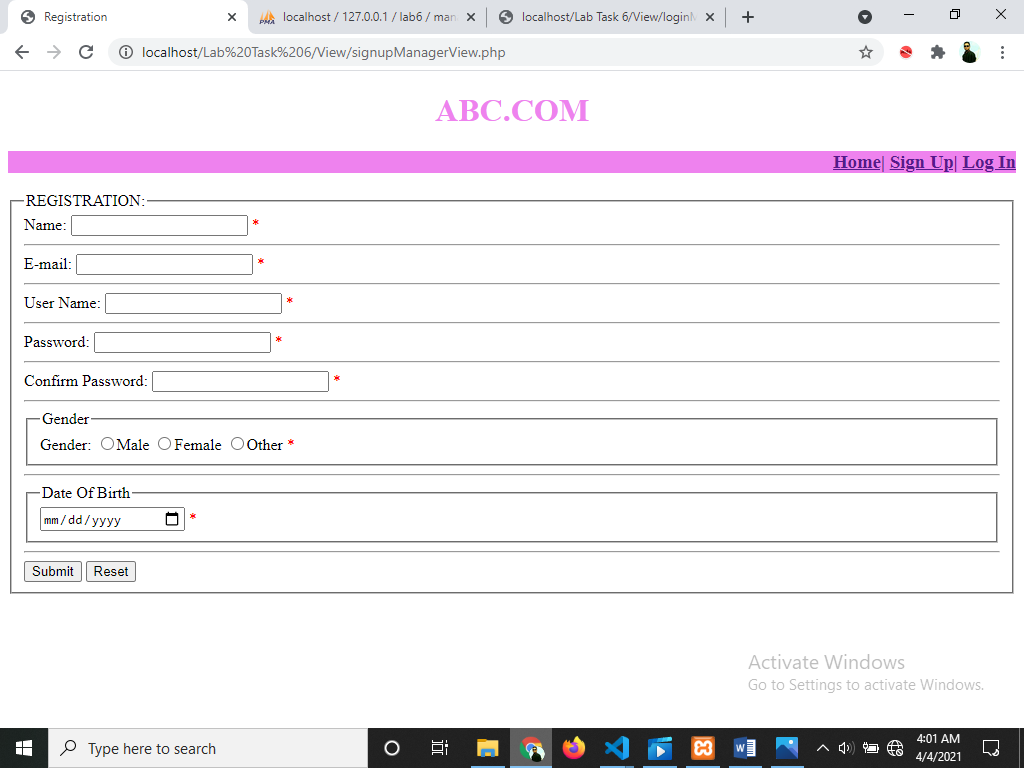 Registration
localhost / 127.0.0.1 / lab6 / man
localhost/Lab Task 6/View/loginM
localhost/Lab%20Task%206/View/signupManagerView.php
ABC.COM
Home| Sign Up| Log In
REGISTRATION:
Name: *
E-mail: *
User Name: *
Password: *
Confirm Password: *
Gender
Gender: Male Female Other *
Date Of Birth
mm/dd/yyyy *
Submit Reset
Activate Windows
Go to Settings to activate Windows.
Type here to search
4:01 AM
4/4/2021